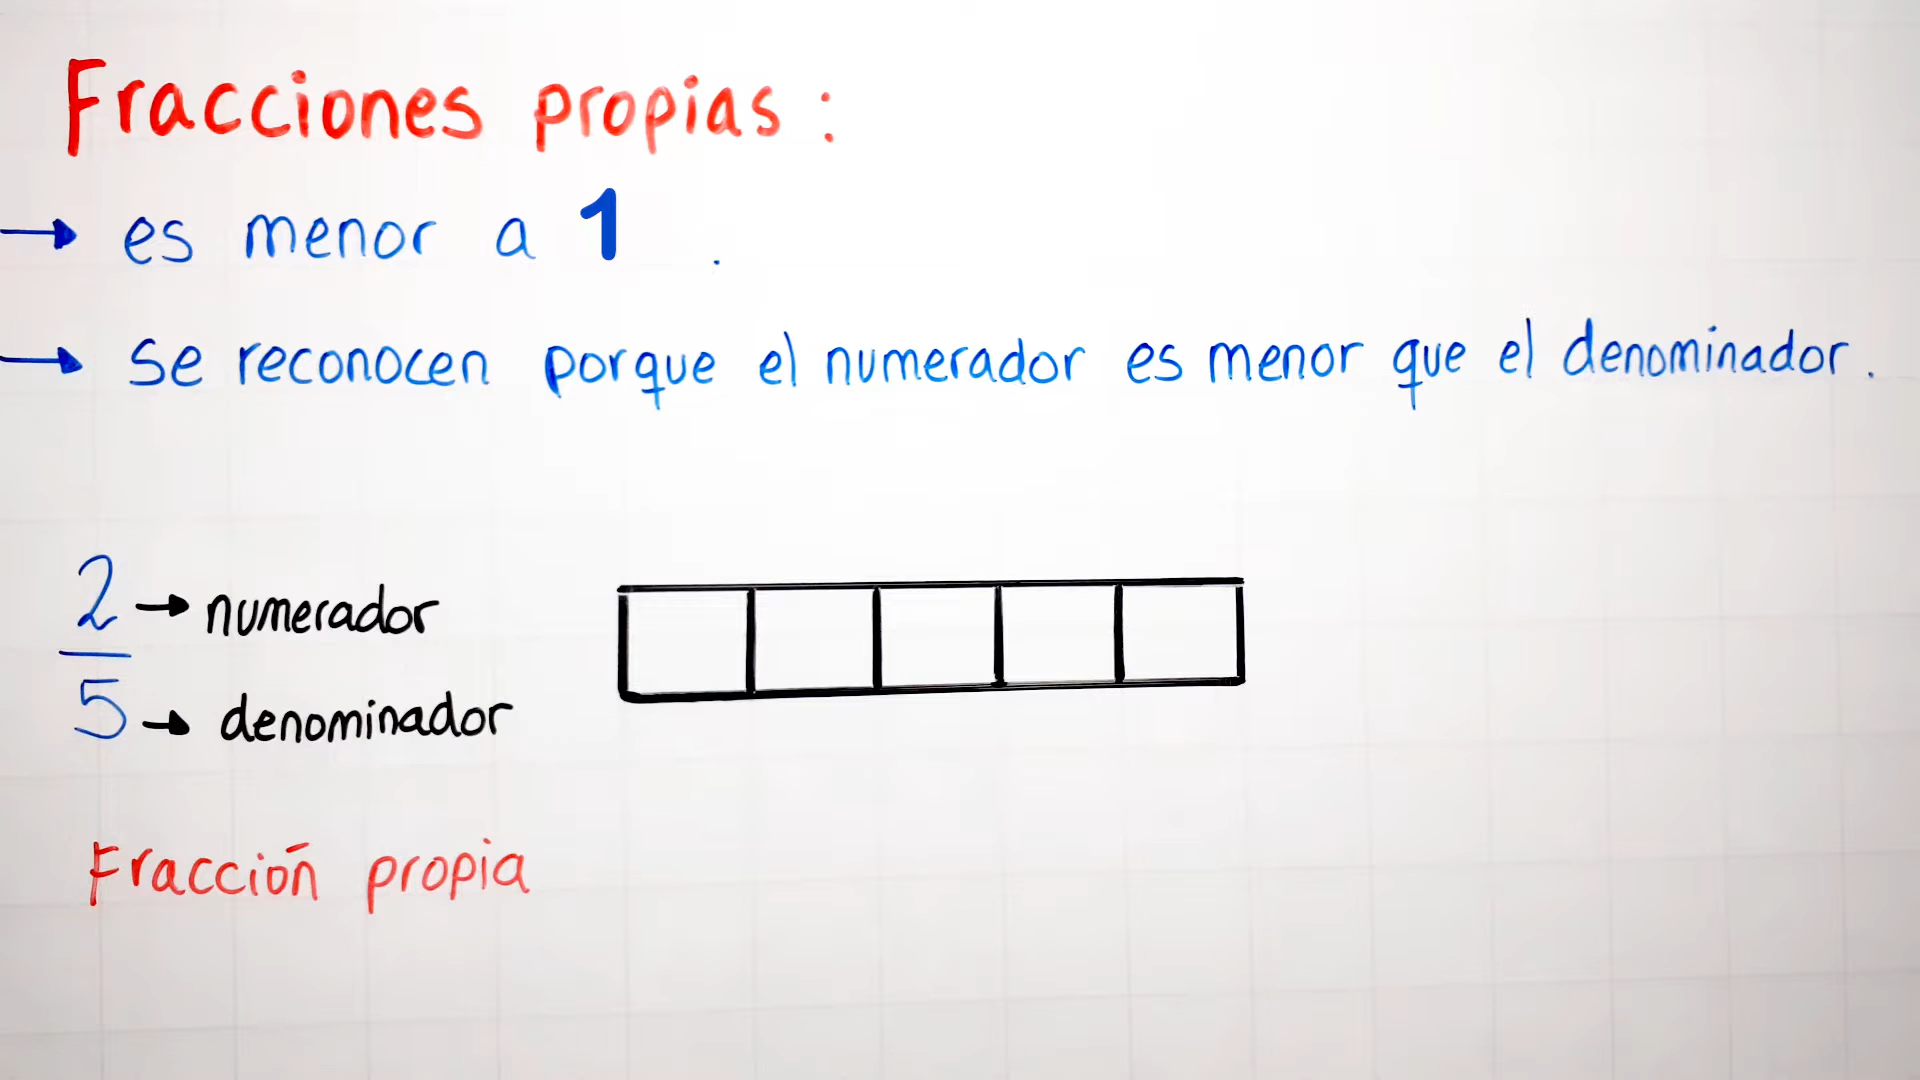 Fracciones propias:
→ es menor a 1 .
→ se reconocen porque el numerador es menor que el denominador.
2 → numerador
5 → denominador
Fracción propia